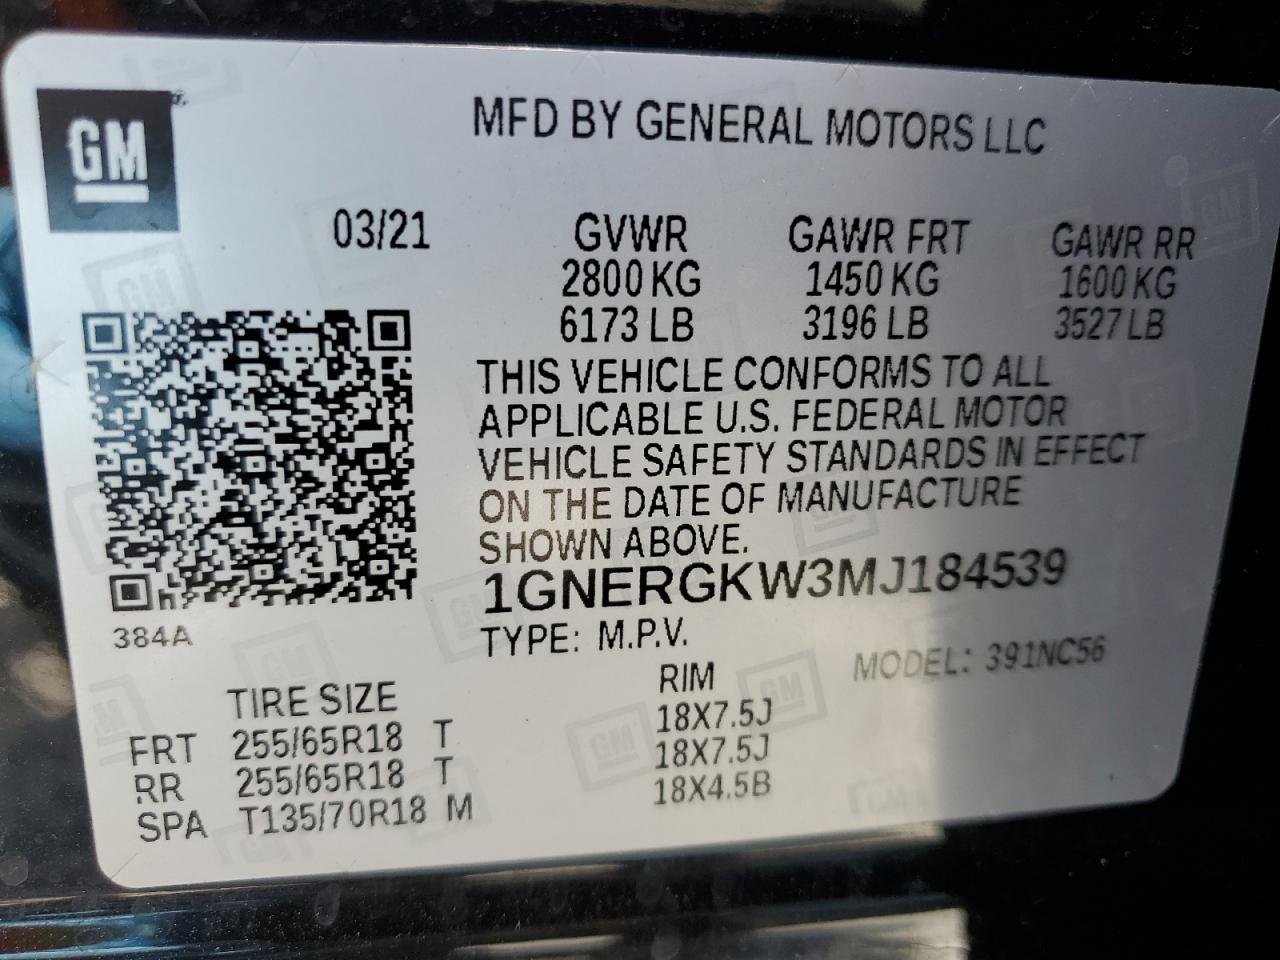 GM
MFD BY GENERAL MOTORS LLC
03/21 GVWR GAWR FRT GAWR RR
2800 KG 1450 KG 1600 KG
6173 LB 3196 LB 3527 LB
THIS VEHICLE CONFORMS TO ALL
APPLICABLE U.S. FEDERAL MOTOR
VEHICLE SAFETY STANDARDS IN EFFECT
ON THE DATE OF MANUFACTURE
SHOWN ABOVE.
1GNERGKW3MJ184539
384A
TYPE: M.P.V. MODEL: 391NC56
TIRE SIZE RIM
FRT 255/65R18 T 18X7.5J
RR 255/65R18 T 18X7.5J
SPA T135/70R18 M 18X4.5B